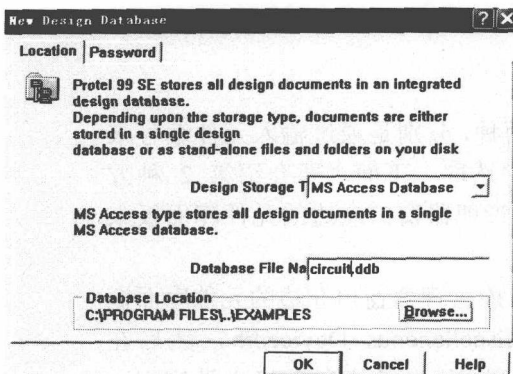 New Design Database
Location Password
Protel 99 SE stores all design documents in an integrated
design database.
Depending upon the storage type, documents are either
stored in a single design
database or as stand-alone files and folders on your disk
Design Storage T MS Access Database
MS Access type stores all design documents in a single
MS Access database.
Database File Na circuit.ddb
Database Location
C:\PROGRAM FILES\..\EXAMPLES Browse...
OK Cancel Help